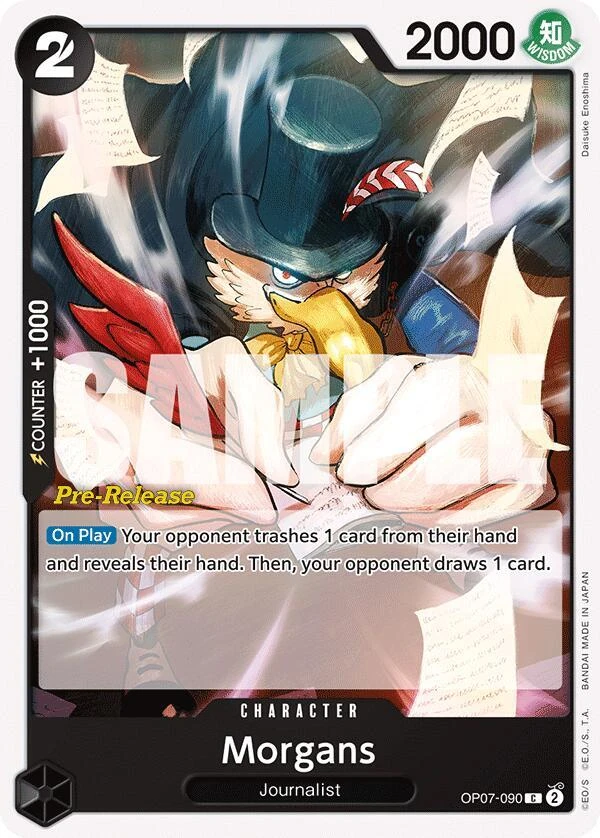 2
2000
知
WISDOM
Daisuke Enoshima
COUNTER +1000
SAMPLE
Pre-Release
On Play Your opponent trashes 1 card from their hand
and reveals their hand. Then, your opponent draws 1 card.
BANDAI MADE IN JAPAN
©E.O./S., T.A.
©EO/S
CHARACTER
Morgans
Journalist
OP07-090 C 2